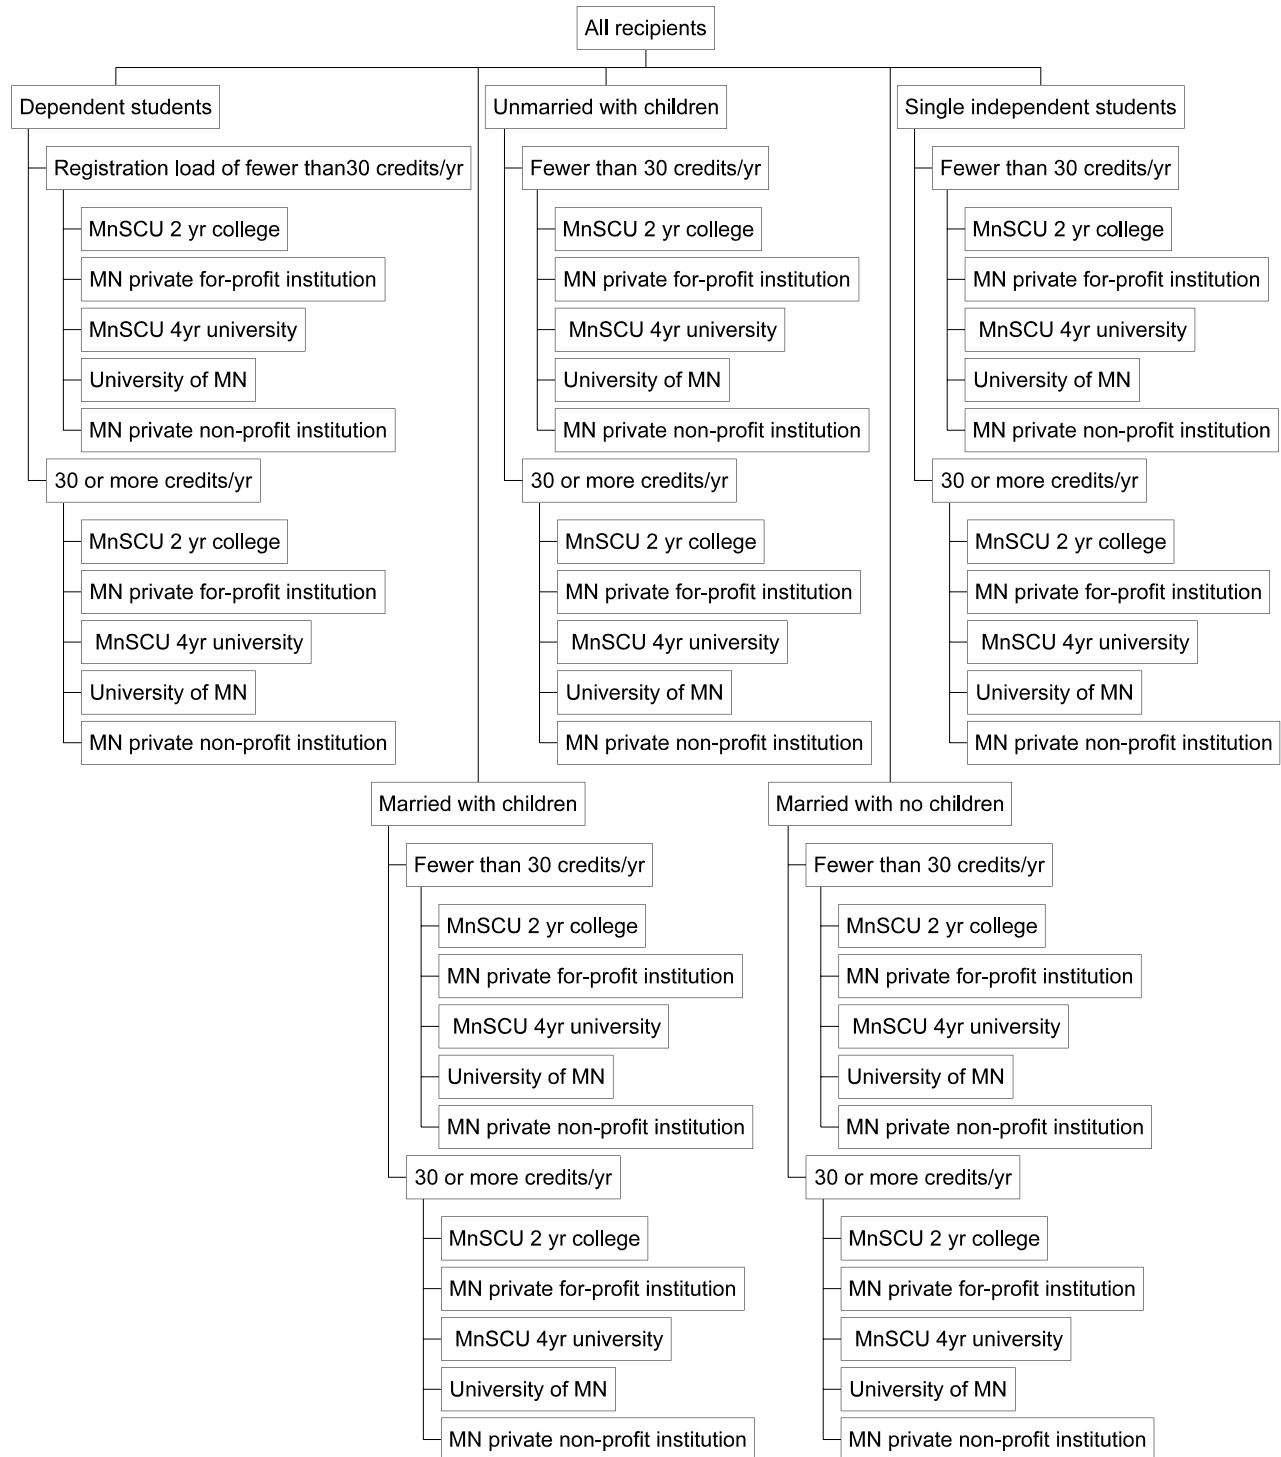 All recipients
Dependent students
Registration load of fewer than30 credits/yr
MnSCU 2 yr college
MN private for-profit institution
MnSCU 4yr university
University of MN
MN private non-profit institution
30 or more credits/yr
MnSCU 2 yr college
MN private for-profit institution
MnSCU 4yr university
University of MN
MN private non-profit institution
Unmarried with children
Fewer than 30 credits/yr
MnSCU 2 yr college
MN private for-profit institution
MnSCU 4yr university
University of MN
MN private non-profit institution
30 or more credits/yr
MnSCU 2 yr college
MN private for-profit institution
MnSCU 4yr university
University of MN
MN private non-profit institution
Single independent students
Fewer than 30 credits/yr
MnSCU 2 yr college
MN private for-profit institution
MnSCU 4yr university
University of MN
MN private non-profit institution
30 or more credits/yr
MnSCU 2 yr college
MN private for-profit institution
MnSCU 4yr university
University of MN
MN private non-profit institution
Married with children
Fewer than 30 credits/yr
MnSCU 2 yr college
MN private for-profit institution
MnSCU 4yr university
University of MN
MN private non-profit institution
30 or more credits/yr
MnSCU 2 yr college
MN private for-profit institution
MnSCU 4yr university
University of MN
MN private non-profit institution
Married with no children
Fewer than 30 credits/yr
MnSCU 2 yr college
MN private for-profit institution
MnSCU 4yr university
University of MN
MN private non-profit institution
30 or more credits/yr
MnSCU 2 yr college
MN private for-profit institution
MnSCU 4yr university
University of MN
MN private non-profit institution